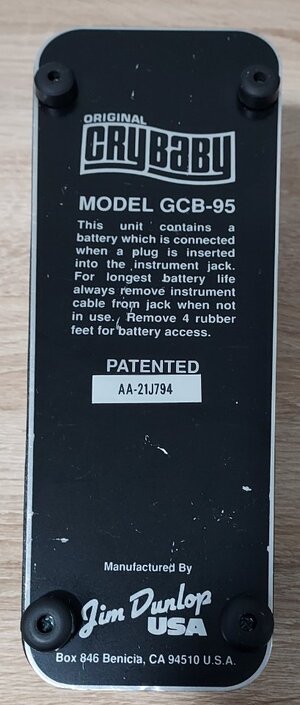 ORIGINAL
CRYBABY
MODEL GCB-95
This unit contains a
battery which is connected
when a plug is inserted
into the instrument jack.
For longest battery life
always remove instrument
cable from jack when not
in use. Remove 4 rubber
feet for battery access.
PATENTED
AA-21J794
Manufactured By
Jim Dunlop
USA
Box 846 Benicia, CA 94510 U.S.A.